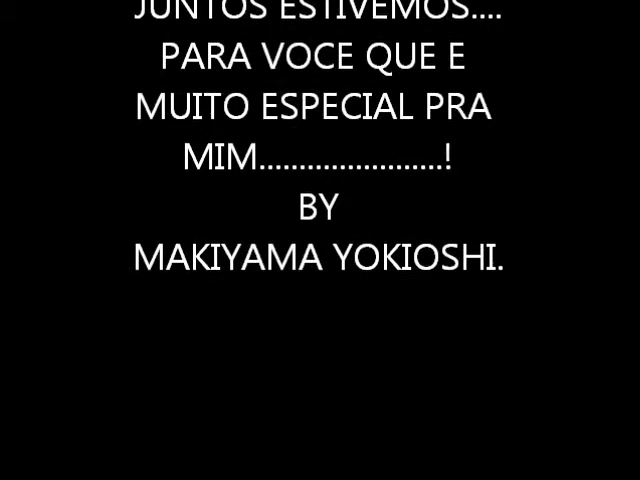 JUNTOS ESTIVEMOS....
PARA VOCE QUE E
MUITO ESPECIAL PRA
MIM.......................!
BY
MAKIYAMA YOKIOSHI.